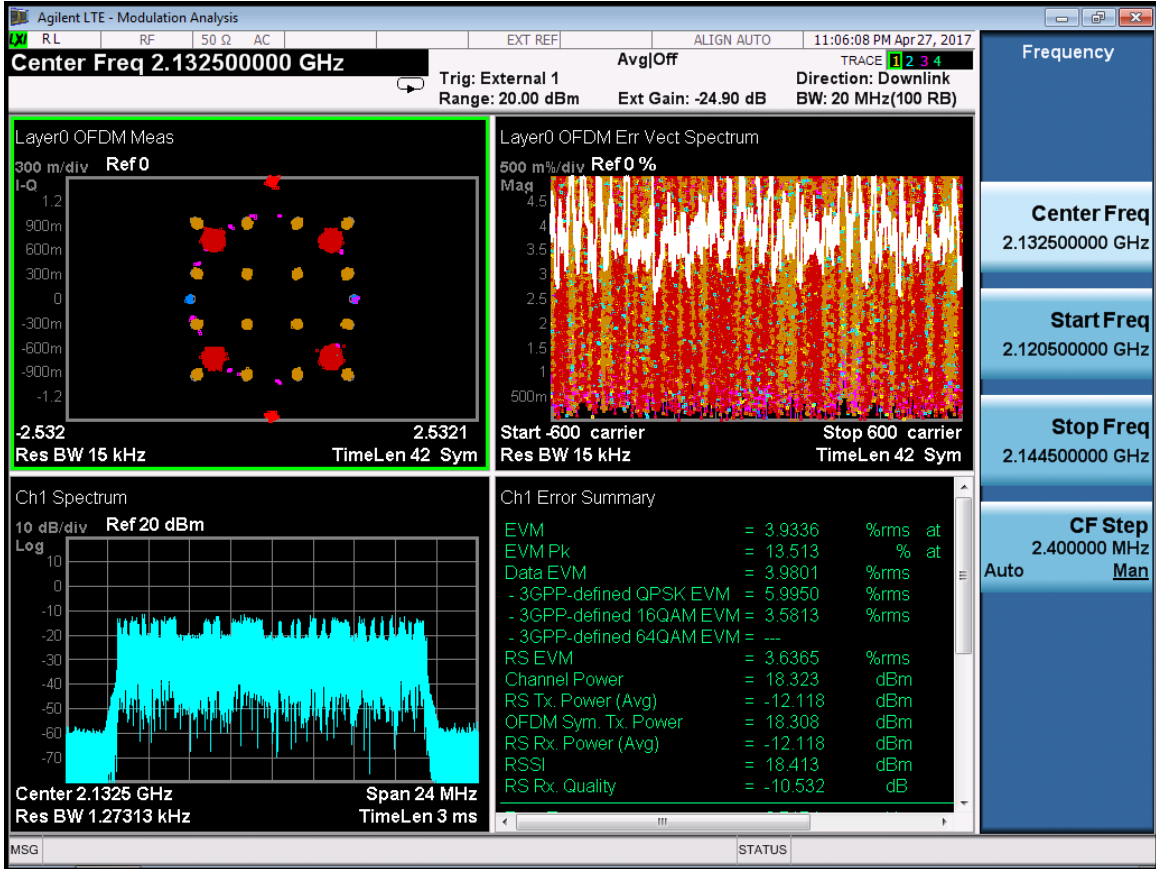 Agilent LTE - Modulation Analysis
LXI RL RF 50 Ω AC EXT REF ALIGN AUTO 11:06:08 PM Apr 27, 2017
Center Freq 2.132500000 GHz
Avg|Off
TRACE 1 2 3 4
Trig: External 1
Direction: Downlink
Range: 20.00 dBm Ext Gain: -24.90 dB BW: 20 MHz(100 RB)
Layer0 OFDM Meas
300 m/div Ref 0
I-Q
1.2
900m
600m
300m
0
-300m
-600m
-900m
-1.2
-2.532 2.5321
Res BW 15 kHz TimeLen 42 Sym
Layer0 OFDM Err Vect Spectrum
500 m%/div Ref 0 %
Mag
4.5
4
3.5
3
2.5
2
1.5
1
500m
Start -600 carrier Stop 600 carrier
Res BW 15 kHz TimeLen 42 Sym
Ch1 Spectrum
10 dB/div Ref 20 dBm
Log
10
0
-10
-20
-30
-40
-50
-60
-70
Center 2.1325 GHz Span 24 MHz
Res BW 1.27313 kHz TimeLen 3 ms
Ch1 Error Summary
EVM = 3.9336 %rms at
EVM Pk = 13.513 % at
Data EVM = 3.9801 %rms
- 3GPP-defined QPSK EVM = 5.9950 %rms
- 3GPP-defined 16QAM EVM = 3.5813 %rms
- 3GPP-defined 64QAM EVM = ---
RS EVM = 3.6365 %rms
Channel Power = 18.323 dBm
RS Tx. Power (Avg) = -12.118 dBm
OFDM Sym. Tx. Power = 18.308 dBm
RS Rx. Power (Avg) = -12.118 dBm
RSSI = 18.413 dBm
RS Rx. Quality = -10.532 dB
Frequency
Center Freq
2.132500000 GHz
Start Freq
2.120500000 GHz
Stop Freq
2.144500000 GHz
CF Step
2.400000 MHz
Auto Man
MSG STATUS